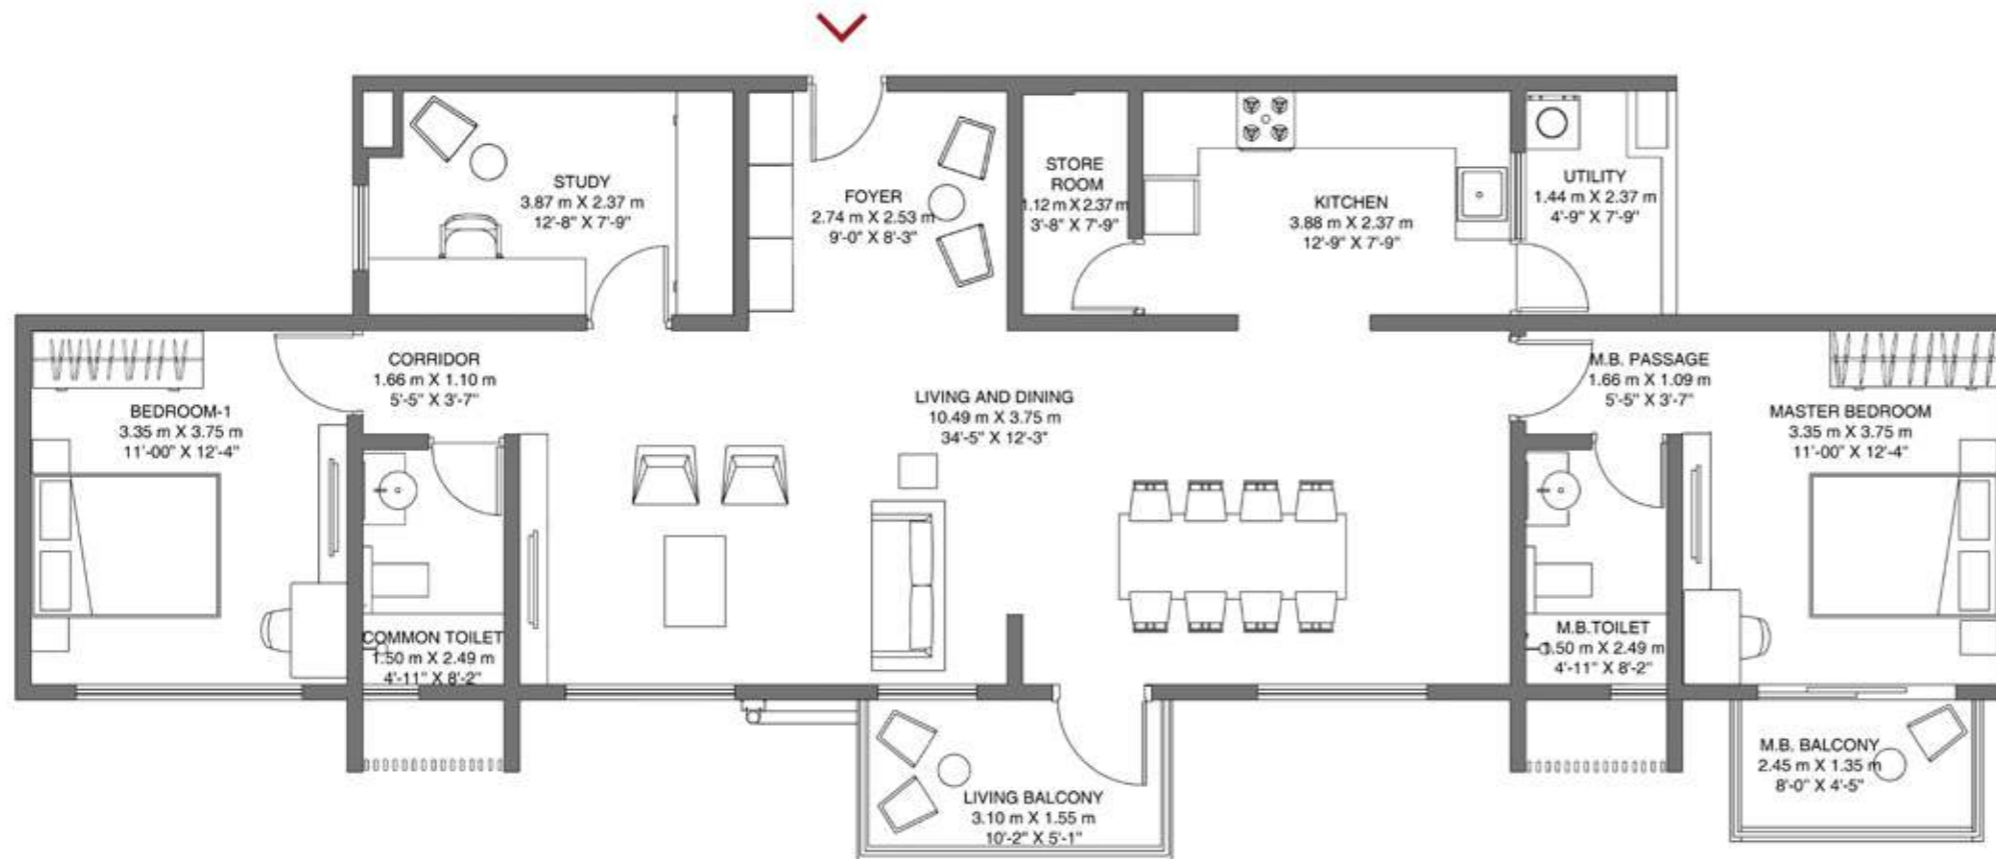 STUDY
3.87 m X 2.37 m
12'-8" X 7'-9"
FOYER
2.74 m X 2.53 m
9'-0" X 8'-3"
STORE
ROOM
1.12 m X 2.37 m
3'-8" X 7'-9"
KITCHEN
3.88 m X 2.37 m
12'-9" X 7'-9"
UTILITY
1.44 m X 2.37 m
4'-9" X 7'-9"
BEDROOM-1
3.35 m X 3.75 m
11'-00" X 12'-4"
CORRIDOR
1.66 m X 1.10 m
5'-5" X 3'-7"
LIVING AND DINING
10.49 m X 3.75 m
34'-5" X 12'-3"
M.B. PASSAGE
1.66 m X 1.09 m
5'-5" X 3'-7"
MASTER BEDROOM
3.35 m X 3.75 m
11'-00" X 12'-4"
COMMON TOILET
1.50 m X 2.49 m
4'-11" X 8'-2"
M.B.TOILET
1.50 m X 2.49 m
4'-11" X 8'-2"
LIVING BALCONY
3.10 m X 1.55 m
10'-2" X 5'-1"
M.B. BALCONY
2.45 m X 1.35 m
8'-0" X 4'-5"